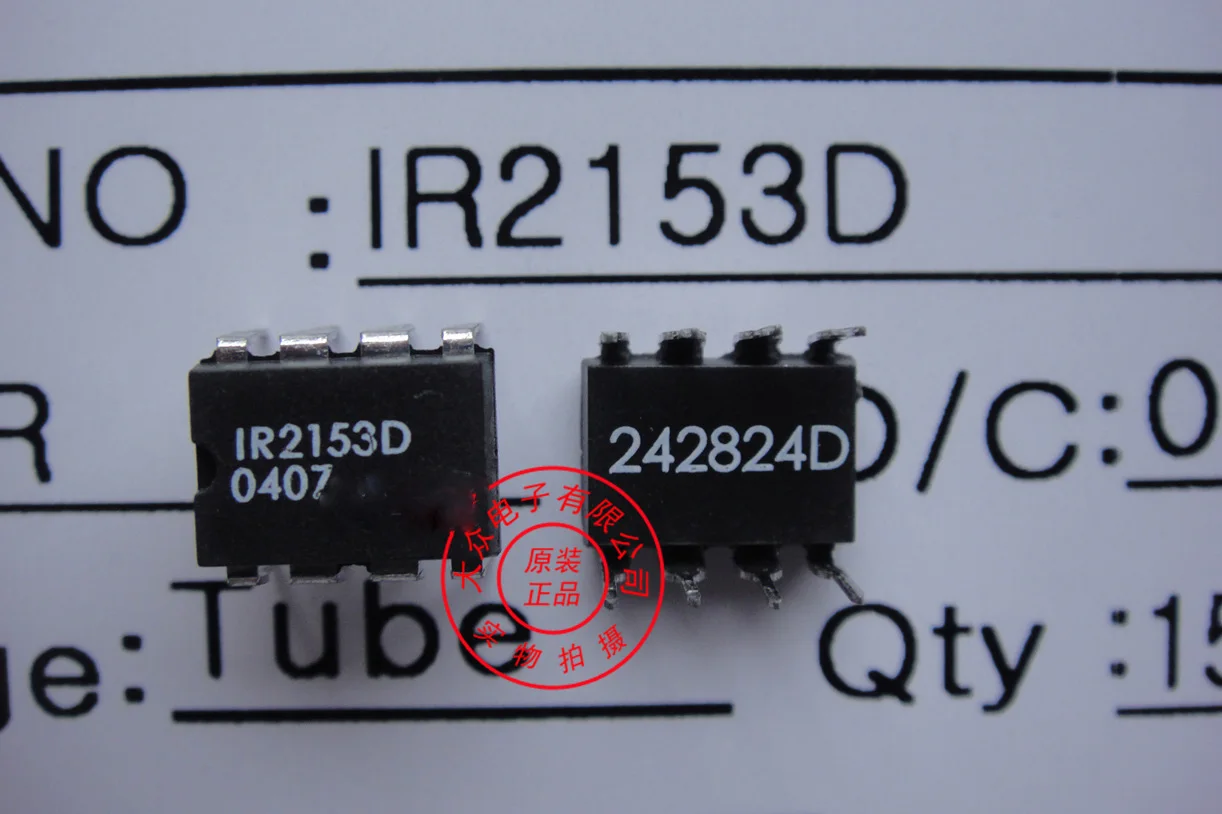 NO : IR2153D
R
D/C: 0
IR2153D
0407
242824D
ge: Tube
Qty : 15
大众电子有限公司
原装
正品
实物拍摄